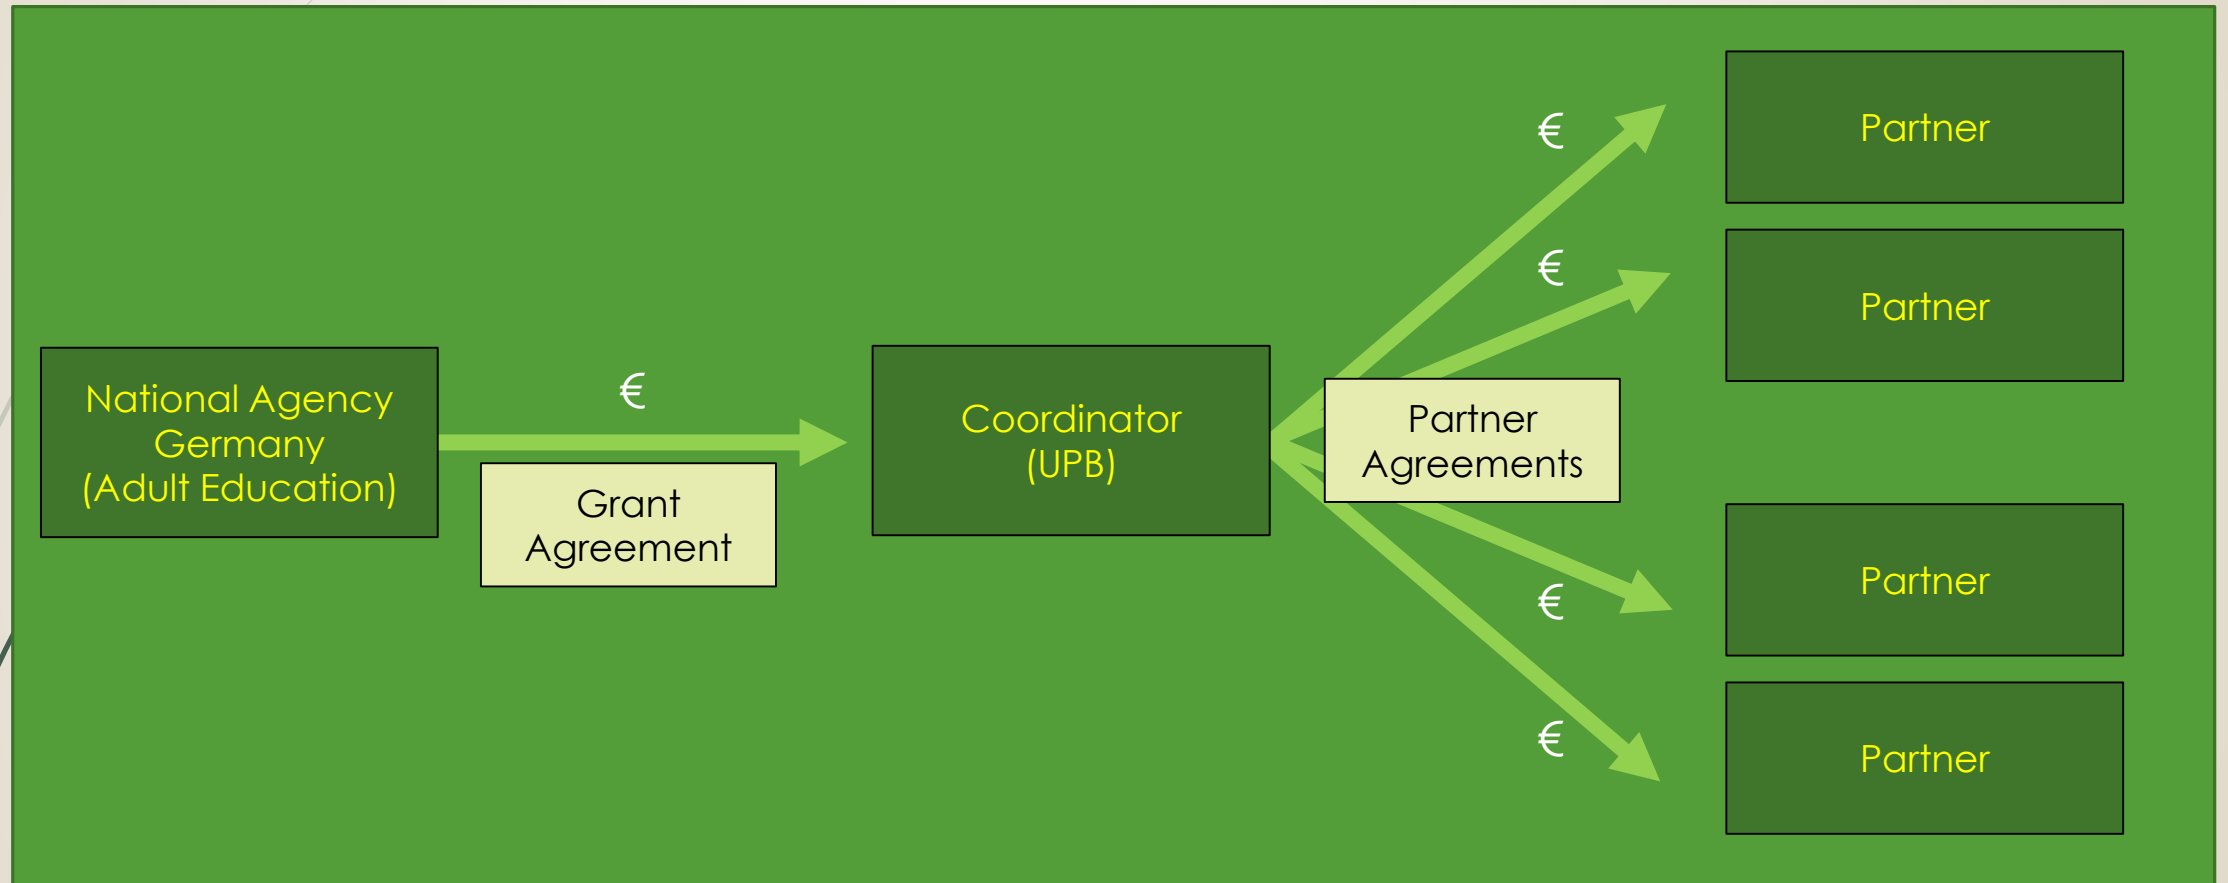 National Agency
Germany
(Adult Education)
€
Grant
Agreement
Coordinator
(UPB)
Partner
Agreements
€
€
€
€
Partner
Partner
Partner
Partner